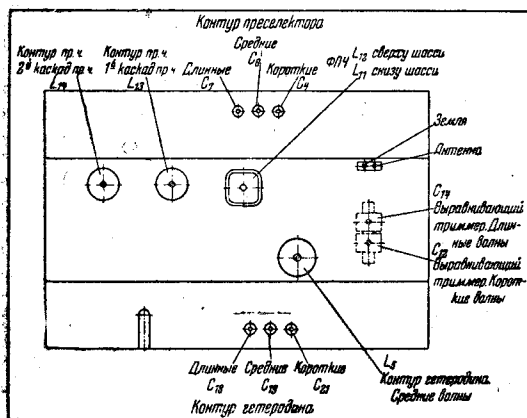 Контур преселектора
Контур пр. ч.
2й каскад пр. ч.
L14
Контур пр. ч.
1й каскад пр. ч.
L13
Длинные
C7
Средние
C6
Короткие
C4
ФПЧ
L12 сверху шасси
L11 снизу шасси
Земля
Антенна
C14
Выравнивающий
триммер. Длин-
ные волны
Выравнивающий
триммер. Корот-
кие волны
L8
Контур гетеродина
Средние волны
Длинные
C18
Средние
C19
Короткие
C21
Контур гетеродина